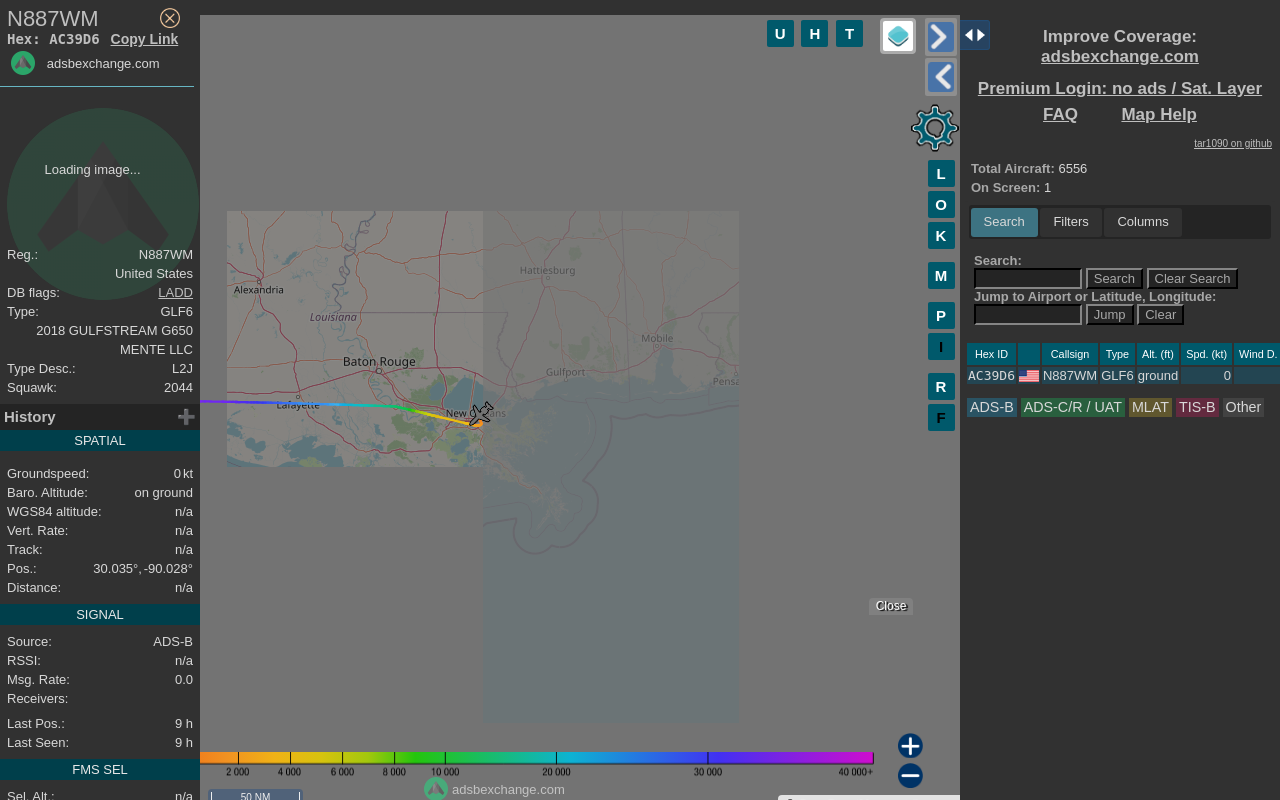 N887WM
Hex: AC39D6 Copy Link
adsbexchange.com
Loading image...
Reg.: N887WM
United States
DB flags: LADD
Type: GLF6
2018 GULFSTREAM G650
MENTE LLC
Type Desc.: L2J
Squawk: 2044
History
SPATIAL
Groundspeed: 0 kt
Baro. Altitude: on ground
WGS84 altitude: n/a
Vert. Rate: n/a
Track: n/a
Pos.: 30.035°, -90.028°
Distance: n/a
SIGNAL
Source: ADS-B
RSSI: n/a
Msg. Rate: 0.0
Receivers:
Last Pos.: 9 h
Last Seen: 9 h
FMS SEL
Sel. Alt.: n/a
U H T
L
O
K
M
P
I
R
F
Hattiesburg
Alexandria
Louisiana
Mobile
Baton Rouge
Gulfport
Pensa
Lafayette
New
ans
Close
2 000 4 000 6 000 8 000 10 000 20 000 30 000 40 000+
adsbexchange.com
50 NM
Improve Coverage:
adsbexchange.com
Premium Login: no ads / Sat. Layer
FAQ Map Help
tar1090 on github
Total Aircraft: 6556
On Screen: 1
Search Filters Columns
Search:
Search Clear Search
Jump to Airport or Latitude, Longitude:
Jump Clear
Hex ID Callsign Type Alt. (ft) Spd. (kt) Wind D.
AC39D6 N887WM GLF6 ground 0
ADS-B ADS-C/R / UAT MLAT TIS-B Other